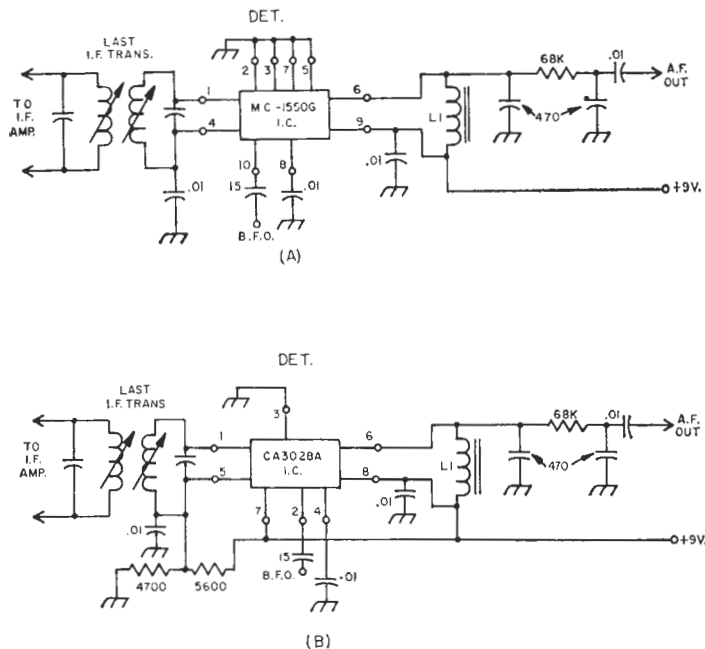 DET.
LAST
I.F. TRANS.
TO
I.F.
AMP.
.01
1
4
2 3 7 5
MC-1550G
I.C.
10
8
15
.01
B.F.O.
6
9
.01
L1
68K
470
.01
A.F.
OUT
+9V.
(A)
DET.
LAST
I.F. TRANS
TO
I.F.
AMP.
.01
4700
5600
1
5
3
CA3028A
I.C.
7
2
4
15
B.F.O.
.01
6
8
.01
L1
68K
470
.01
A.F.
OUT
+9V.
(B)